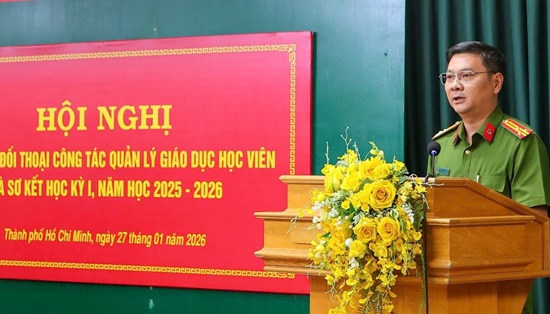 HỘI NGHỊ
ĐỐI THOẠI CÔNG TÁC QUẢN LÝ GIÁO DỤC HỌC VIÊN
SƠ KẾT HỌC KỲ I, NĂM HỌC 2025 - 2026
Thành phố Hồ Chí Minh, ngày 27 tháng 01 năm 2026